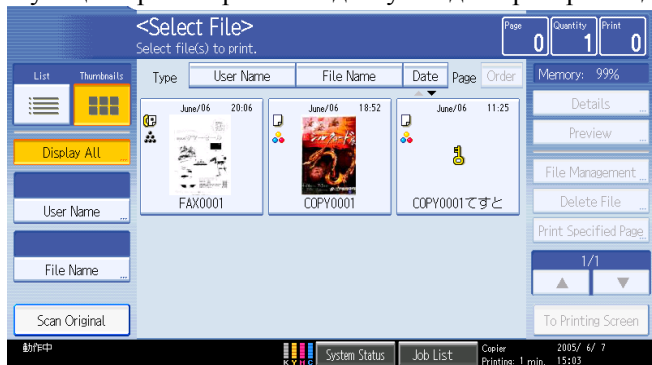 <Select File>
Select file(s) to print.
Page
0
Quantity
1
Print
0
List
Thumbnails
Type
User Name
File Name
Date
Page
Order
Memory: 99%
June/06 20:06
June/06 18:52
June/06 11:25
Details
Preview
Display All
File Management
FAX0001
COPY0001
COPY0001てすと
Delete File
User Name
Print Specified Page
1/1
File Name
Scan Original
To Printing Screen
動作中
K Y M C
System Status
Job List
Copier
Printing: 1 min.
2005/ 6/ 7
15:03